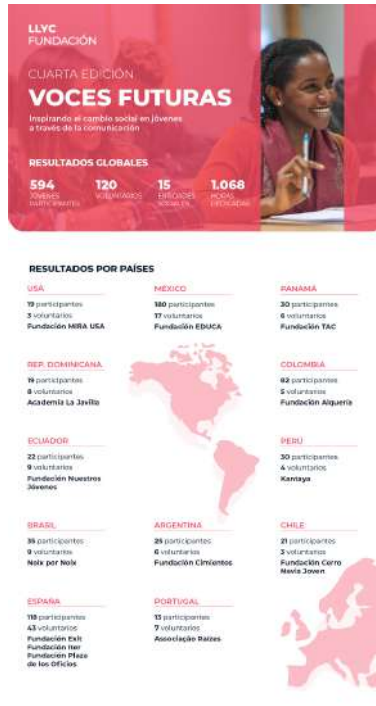 LLYC
FUNDACIÓN
CUARTA EDICIÓN
VOCES FUTURAS
Inspirando el cambio social en jóvenes
a través de la comunicación
RESULTADOS GLOBALES
594
JÓVENES
PARTICIPANTES
120
VOLUNTARIOS
15
ENTIDADES
SOCIALES
1.068
HORAS
DEDICADAS
RESULTADOS POR PAÍSES
USA
19 participantes
3 voluntarios
Fundación MIRA USA
MÉXICO
180 participantes
17 voluntarios
Fundación EDUCA
PANAMÁ
30 participantes
6 voluntarios
Fundación TAC
REP. DOMINICANA
19 participantes
8 voluntarios
Academia La Javilla
COLOMBIA
82 participantes
5 voluntarios
Fundación Alquería
ECUADOR
22 participantes
9 voluntarios
Fundación Nuestros
Jóvenes
PERÚ
30 participantes
4 voluntarios
Kantaya
BRASIL
35 participantes
9 voluntarios
Noix por Noix
ARGENTINA
25 participantes
6 voluntarios
Fundación Cimientos
CHILE
21 participantes
3 voluntarios
Fundación Cerro
Navia Joven
ESPAÑA
118 participantes
43 voluntarios
Fundación Exit
Fundación Iter
Fundación Plaza
de los Oficios
PORTUGAL
13 participantes
7 voluntarios
Associação Raízes